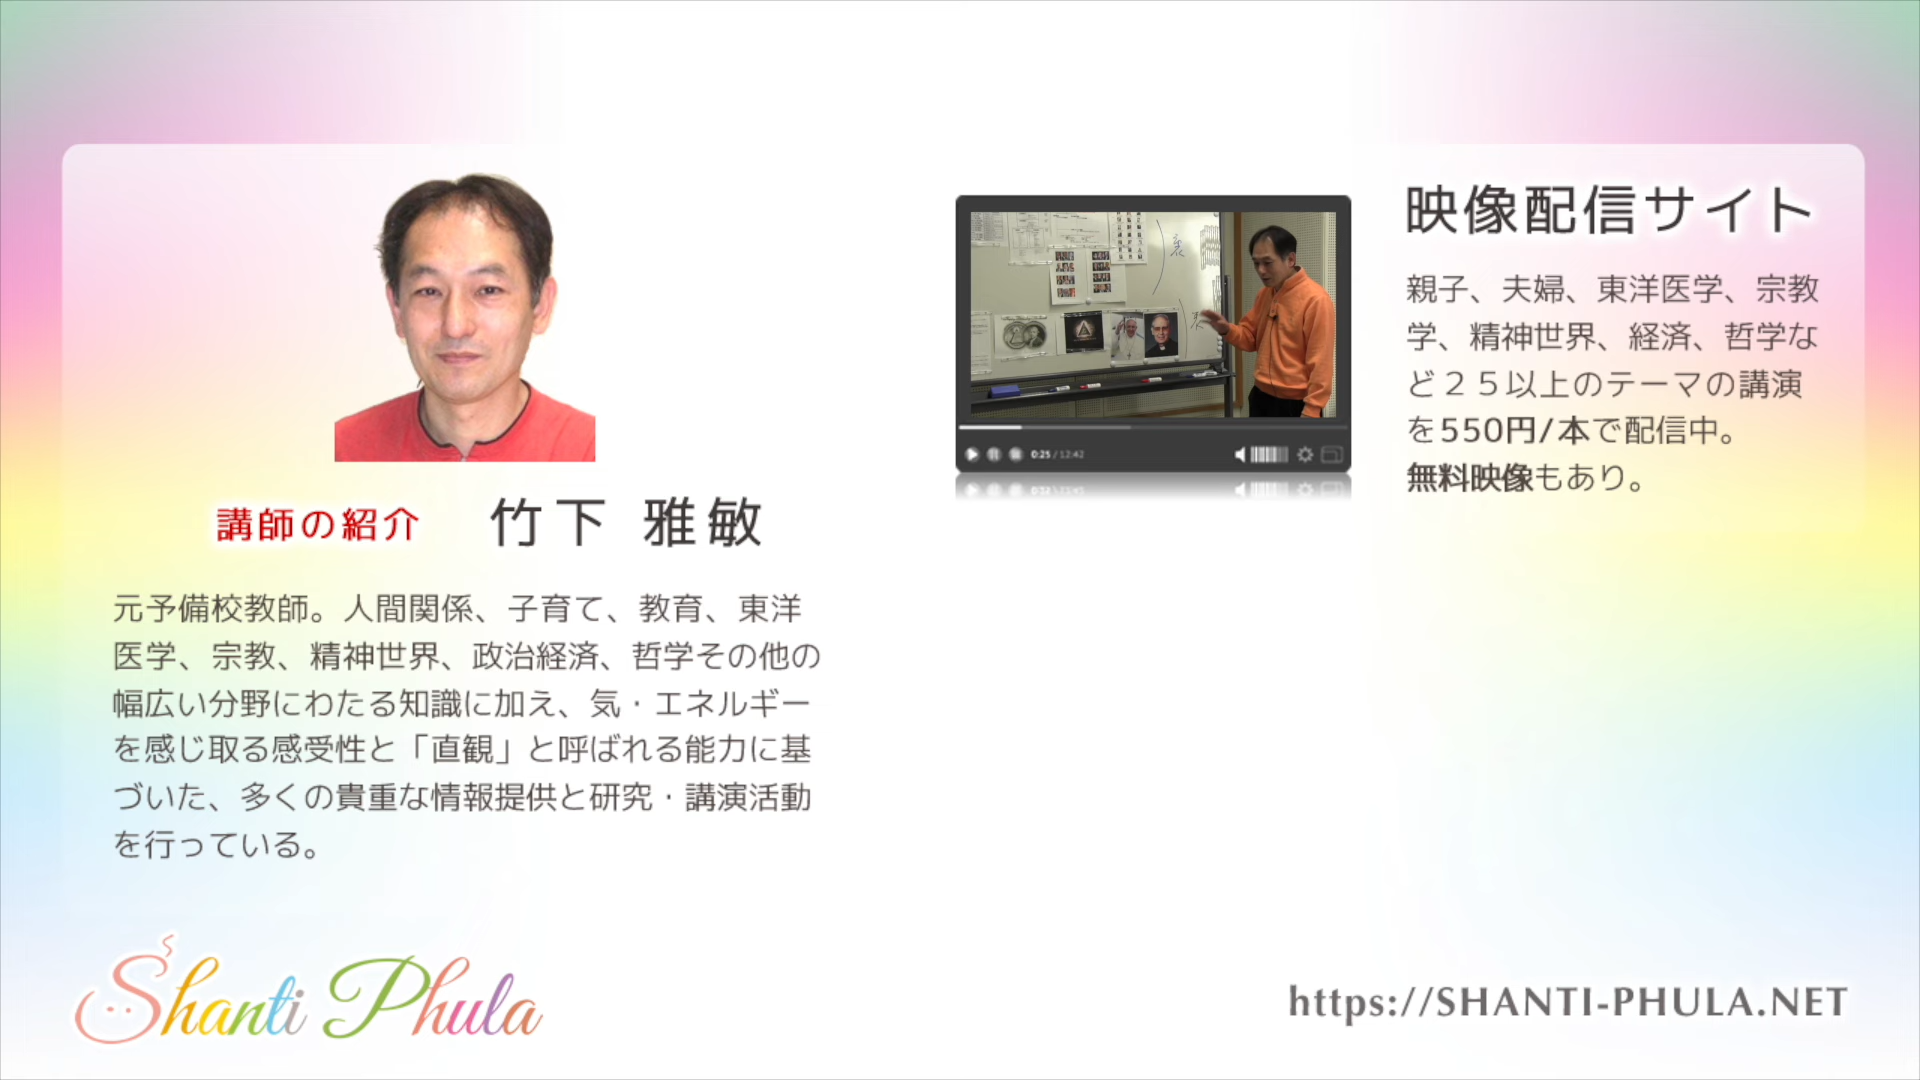 講師の紹介　竹下 雅敏
元予備校教師。人間関係、子育て、教育、東洋
医学、宗教、精神世界、政治経済、哲学その他の
幅広い分野にわたる知識に加え、気・エネルギー
を感じ取る感受性と「直観」と呼ばれる能力に基
づいた、多くの貴重な情報提供と研究・講演活動
を行っている。
裏
0:25 / 12:42
映像配信サイト
親子、夫婦、東洋医学、宗教
学、精神世界、経済、哲学な
ど２５以上のテーマの講演
を550円/本で配信中。
無料映像もあり。
Shanti Phula
https://SHANTI-PHULA.NET